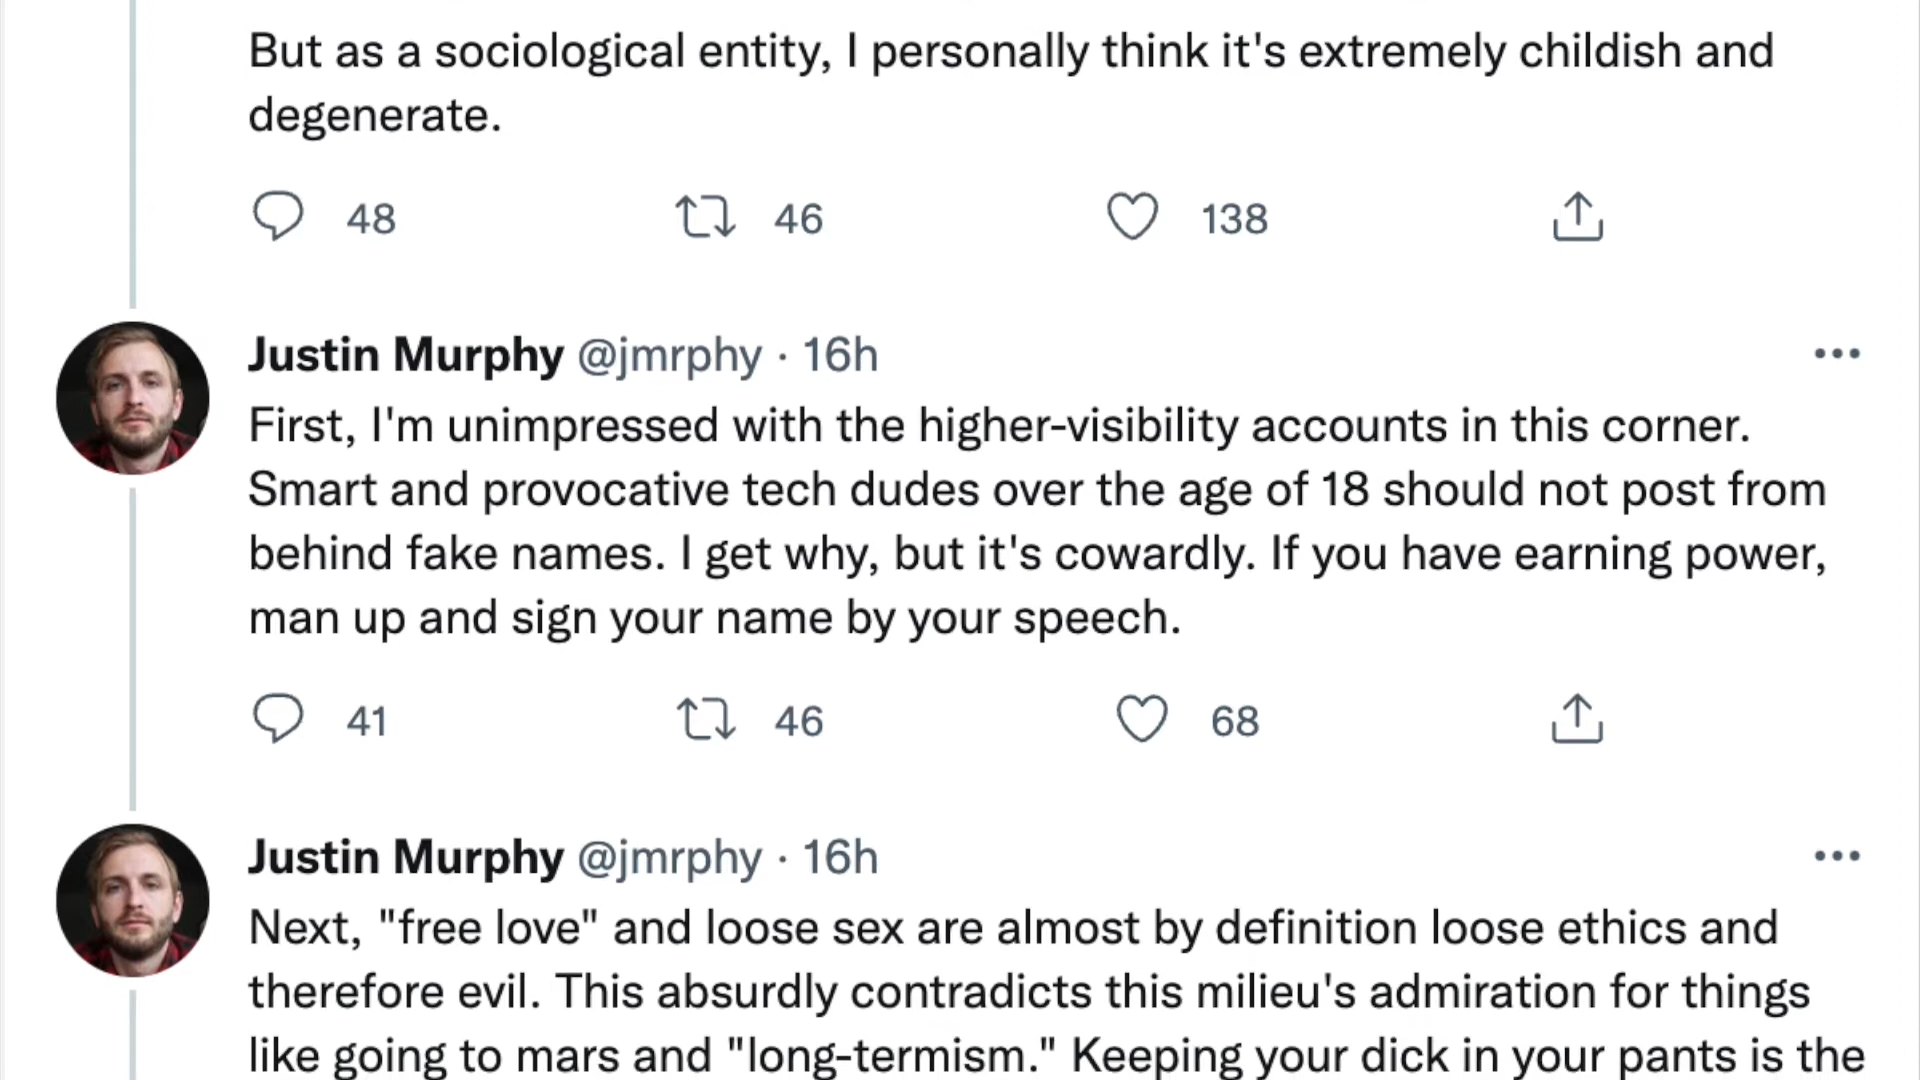 But as a sociological entity, I personally think it's extremely childish and
degenerate.
48 46 138
Justin Murphy @jmrphy · 16h
First, I'm unimpressed with the higher-visibility accounts in this corner.
Smart and provocative tech dudes over the age of 18 should not post from
behind fake names. I get why, but it's cowardly. If you have earning power,
man up and sign your name by your speech.
41 46 68
Justin Murphy @jmrphy · 16h
Next, "free love" and loose sex are almost by definition loose ethics and
therefore evil. This absurdly contradicts this milieu's admiration for things
like going to mars and "long-termism." Keeping your dick in your pants is the